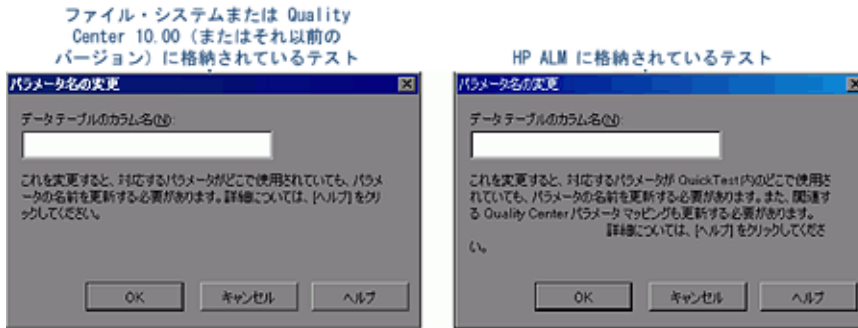 ファイル・システムまたは Quality
Center 10.00 (またはそれ以前の
バージョン) に格納されているテスト
パラメータ名の変更
データ テーブルのカラム名(N):
これを変更すると、対応するパラメータがどこで使用されていても、パラメ
ータの名前を更新する必要があります。詳細については、[ヘルプ] をクリ
ックしてください。
OK
キャンセル
ヘルプ
HP ALM に格納されているテスト
パラメータ名の変更
データ テーブルのカラム名(N):
これを変更すると、対応するパラメータが QuickTest 内のどこで使用さ
れていても、パラメータの名前を更新する必要があります。また、関連す
る Quality Center パラメータ マッピングも更新する必要があります。
詳細については、[ヘルプ] をクリックしてくださ
い。
OK
キャンセル
ヘルプ